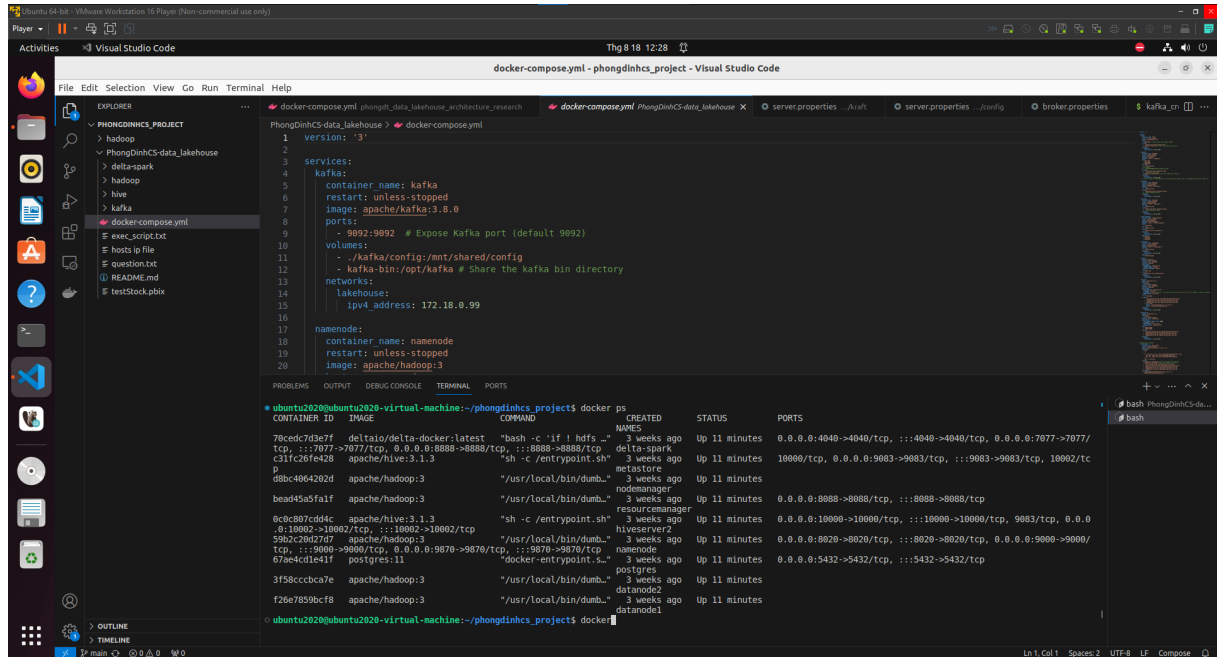 Ubuntu 64-bit - VMware Workstation 16 Player (Non-commercial use only)
Player
Activities Visual Studio Code Thg 8 18 12:28
docker-compose.yml - phongdinhcs_project - Visual Studio Code
File Edit Selection View Go Run Terminal Help
EXPLORER
docker-compose.yml phongdt_data_lakehouse_architecture_research docker-compose.yml PhongDinhCS-data_lakehouse server.properties .../kraft server.properties .../config broker.properties $ kafka_cr
PHONGDINHCS_PROJECT
> hadoop
PhongDinhCS-data_lakehouse
> delta-spark
> hadoop
> hive
> kafka
docker-compose.yml
exec_script.txt
hosts ip file
question.txt
README.md
testStock.pbix
> OUTLINE
> TIMELINE
PhongDinhCS-data_lakehouse > docker-compose.yml
1 version: '3'
2
3 services:
4 kafka:
5 container_name: kafka
6 restart: unless-stopped
7 image: apache/kafka:3.8.0
8 ports:
9 - 9092:9092 # Expose Kafka port (default 9092)
10 volumes:
11 - ./kafka/config:/mnt/shared/config
12 - kafka-bin:/opt/kafka # Share the kafka bin directory
13 networks:
14 lakehouse:
15 ipv4_address: 172.18.0.99
16
17 namenode:
18 container_name: namenode
19 restart: unless-stopped
20 image: apache/hadoop:3
PROBLEMS OUTPUT DEBUG CONSOLE TERMINAL PORTS
bash PhongDinhCS-da...
bash
ubuntu2020@ubuntu2020-virtual-machine:~/phongdinhcs_project$ docker ps
CONTAINER ID IMAGE COMMAND CREATED STATUS PORTS
NAMES
70cedc7d3e7f deltaio/delta-docker:latest "bash -c 'if ! hdfs …" 3 weeks ago Up 11 minutes 0.0.0.0:4040->4040/tcp, :::4040->4040/tcp, 0.0.0.0:7077->7077/
tcp, :::7077->7077/tcp, 0.0.0.0:8888->8888/tcp, :::8888->8888/tcp delta-spark
c31fc26fe428 apache/hive:3.1.3 "sh -c /entrypoint.sh" 3 weeks ago Up 11 minutes 10000/tcp, 0.0.0.0:9083->9083/tcp, :::9083->9083/tcp, 10002/tc
p metastore
d8bc4064202d apache/hadoop:3 "/usr/local/bin/dumb…" 3 weeks ago Up 11 minutes
nodemanager
bead45a5fa1f apache/hadoop:3 "/usr/local/bin/dumb…" 3 weeks ago Up 11 minutes 0.0.0.0:8088->8088/tcp, :::8088->8088/tcp
resourcemanager
0c0c807cdd4c apache/hive:3.1.3 "sh -c /entrypoint.sh" 3 weeks ago Up 11 minutes 0.0.0.0:10000->10000/tcp, :::10000->10000/tcp, 9083/tcp, 0.0.0
.0:10002->10002/tcp, :::10002->10002/tcp hiveserver2
59b2c20d27d7 apache/hadoop:3 "/usr/local/bin/dumb…" 3 weeks ago Up 11 minutes 0.0.0.0:8020->8020/tcp, :::8020->8020/tcp, 0.0.0.0:9000->9000/
tcp, :::9000->9000/tcp, 0.0.0.0:9870->9870/tcp, :::9870->9870/tcp namenode
67ae4cd1e41f postgres:11 "docker-entrypoint.s…" 3 weeks ago Up 11 minutes 0.0.0.0:5432->5432/tcp, :::5432->5432/tcp
postgres
3f58cccbca7e apache/hadoop:3 "/usr/local/bin/dumb…" 3 weeks ago Up 11 minutes
datanode2
f26e7859bcf8 apache/hadoop:3 "/usr/local/bin/dumb…" 3 weeks ago Up 11 minutes
datanode1
ubuntu2020@ubuntu2020-virtual-machine:~/phongdinhcs_project$ docker
main 0 0 0 Ln 1, Col 1 Spaces: 2 UTF-8 LF Compose